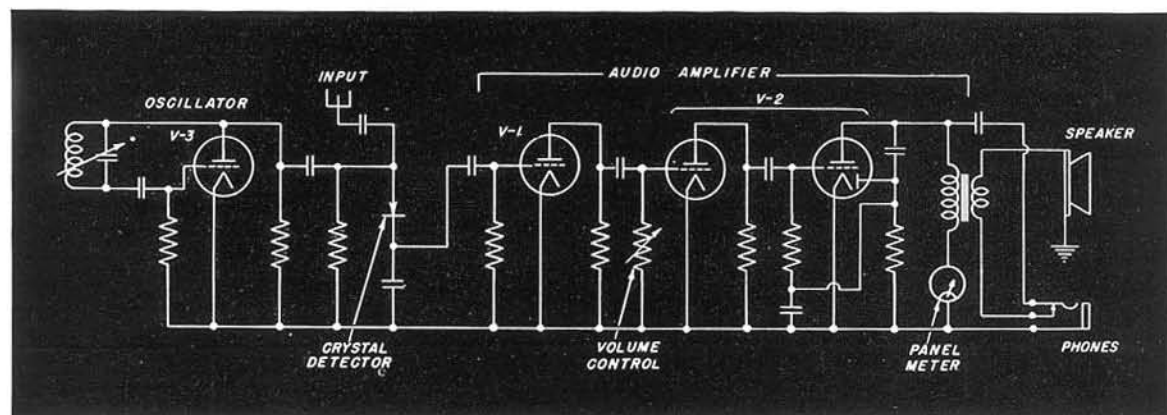 AUDIO AMPLIFIER
INPUT
OSCILLATOR
V-3
V-1
V-2
SPEAKER
CRYSTAL
DETECTOR
VOLUME
CONTROL
PANEL
METER
PHONES